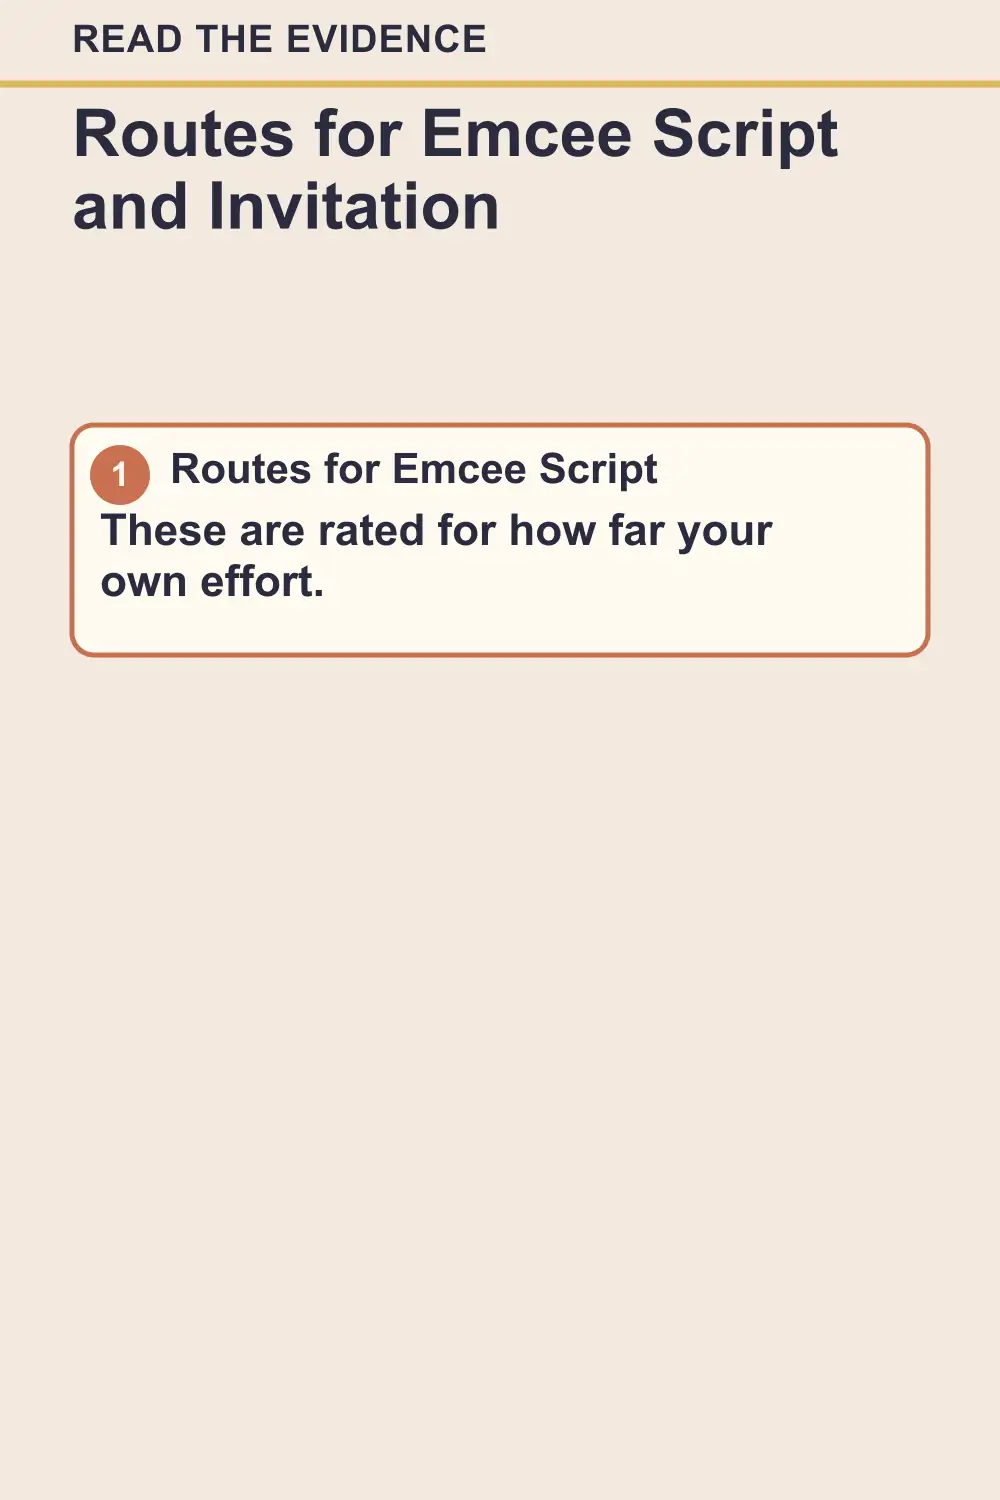 READ THE EVIDENCE
Routes for Emcee Script
and Invitation
1 Routes for Emcee Script
These are rated for how far your
own effort.